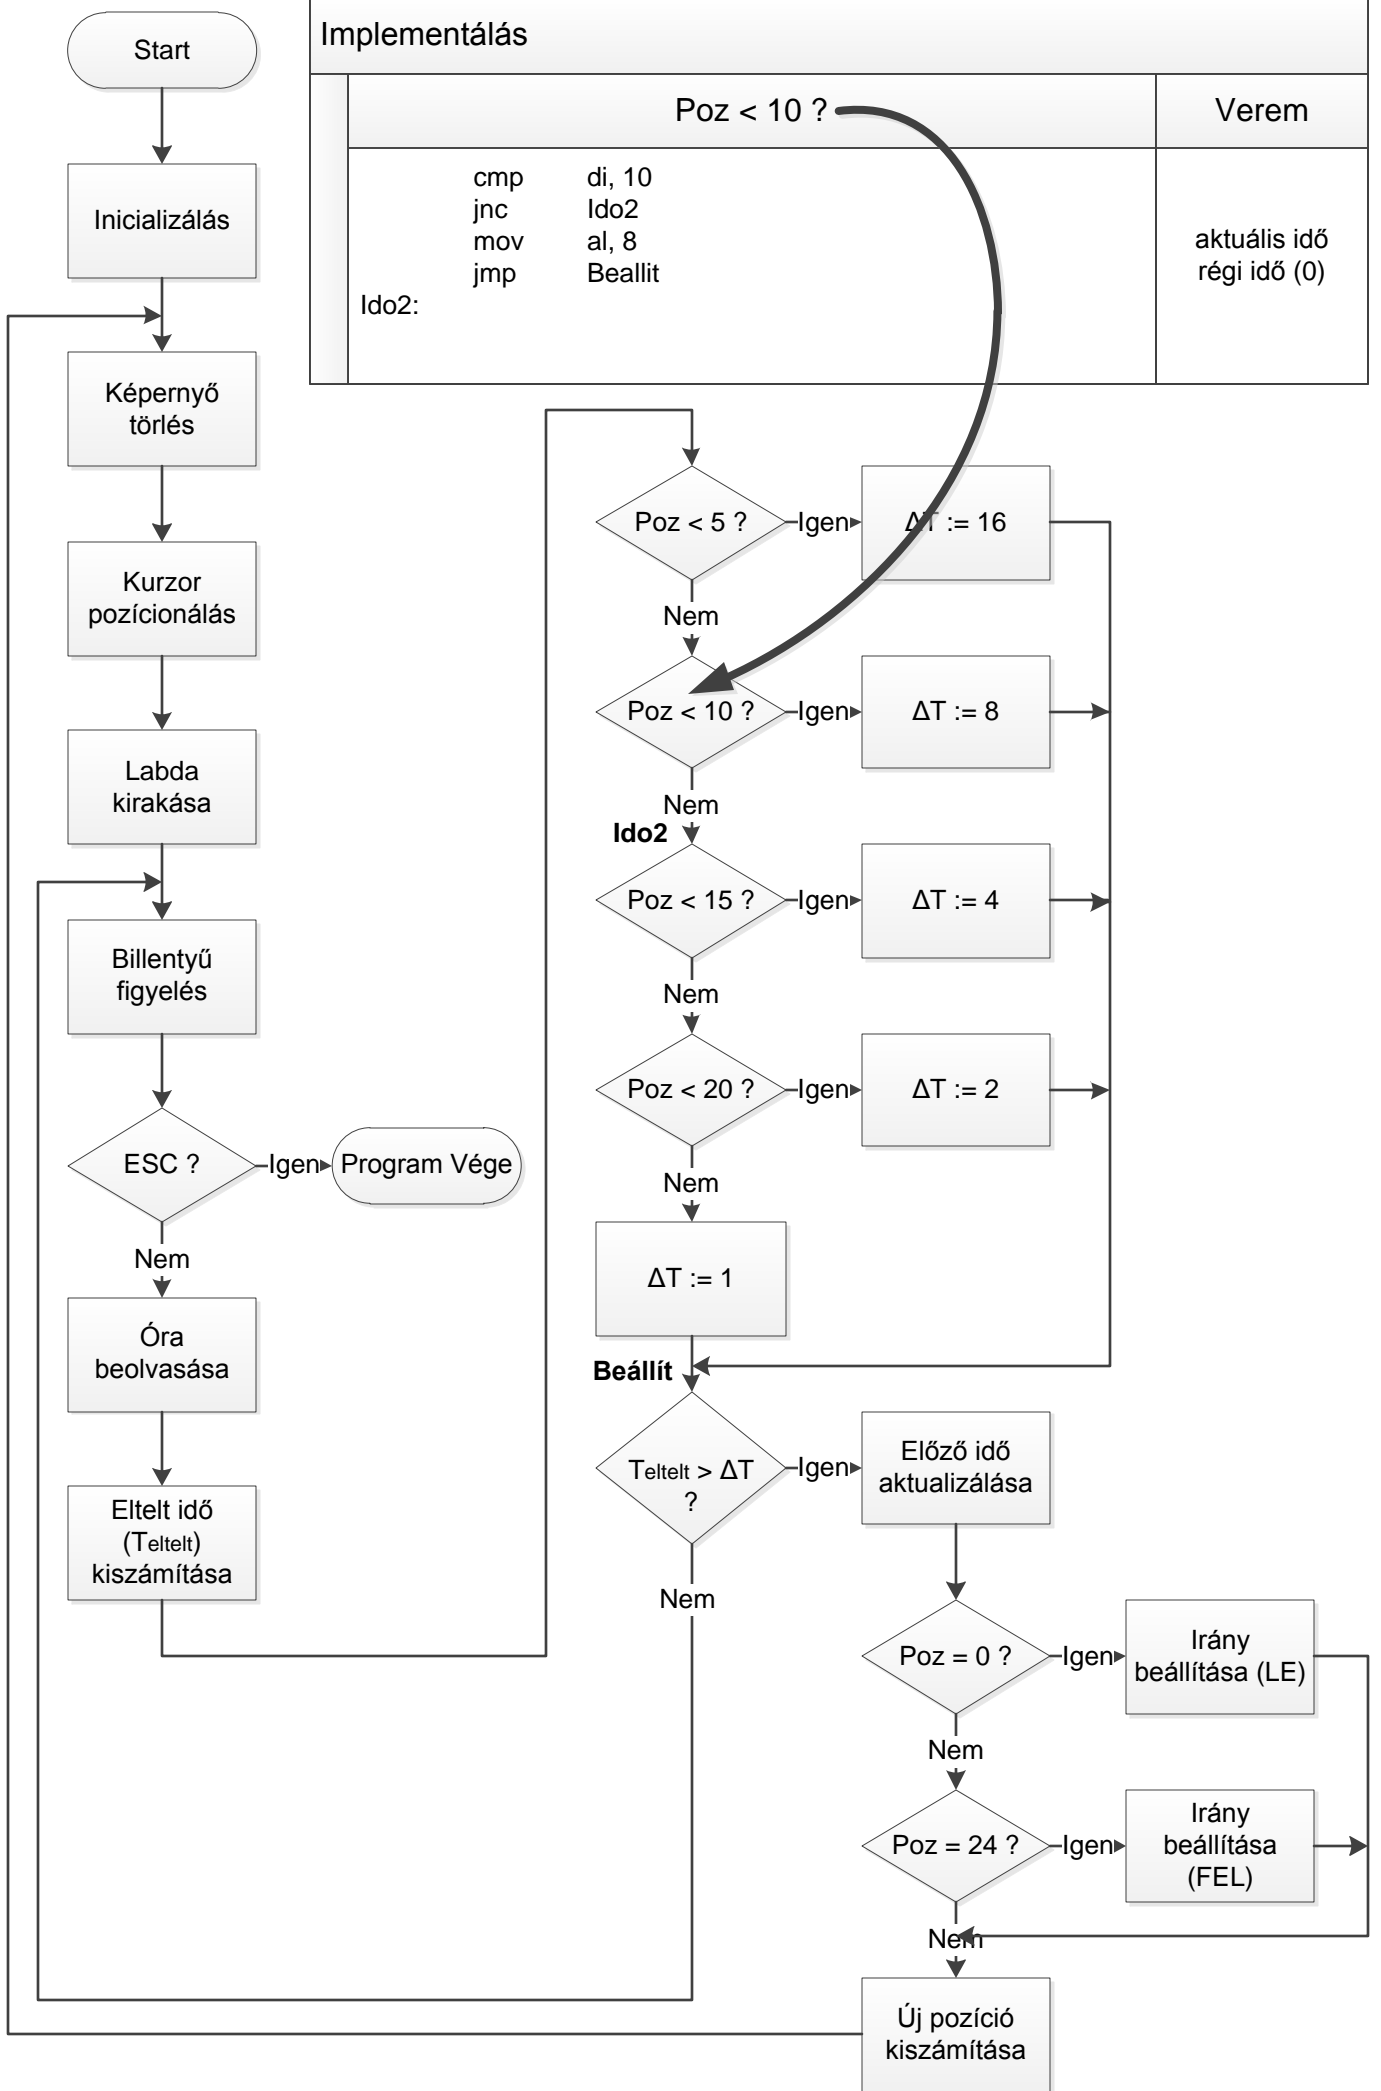 Start
Implementálás
Poz < 10 ?
Verem
cmp di, 10
jnc Ido2
mov al, 8
jmp Beallit
Ido2:
aktuális idő
régi idő (0)
Inicializálás
Képernyő
törlés
Kurzor
pozícionálás
Labda
kirakása
Billentyű
figyelés
ESC ?
Igen
Program Vége
Nem
Óra
beolvasása
Eltelt idő
(Teltelt)
kiszámítása
Poz < 5 ?
Igen
ΔT := 16
Nem
Poz < 10 ?
Igen
ΔT := 8
Nem
Ido2
Poz < 15 ?
Igen
ΔT := 4
Nem
Poz < 20 ?
Igen
ΔT := 2
Nem
ΔT := 1
Beállít
Teltelt > ΔT
?
Igen
Előző idő
aktualizálása
Nem
Poz = 0 ?
Igen
Irány
beállítása (LE)
Nem
Poz = 24 ?
Igen
Irány
beállítása
(FEL)
Nem
Új pozíció
kiszámítása